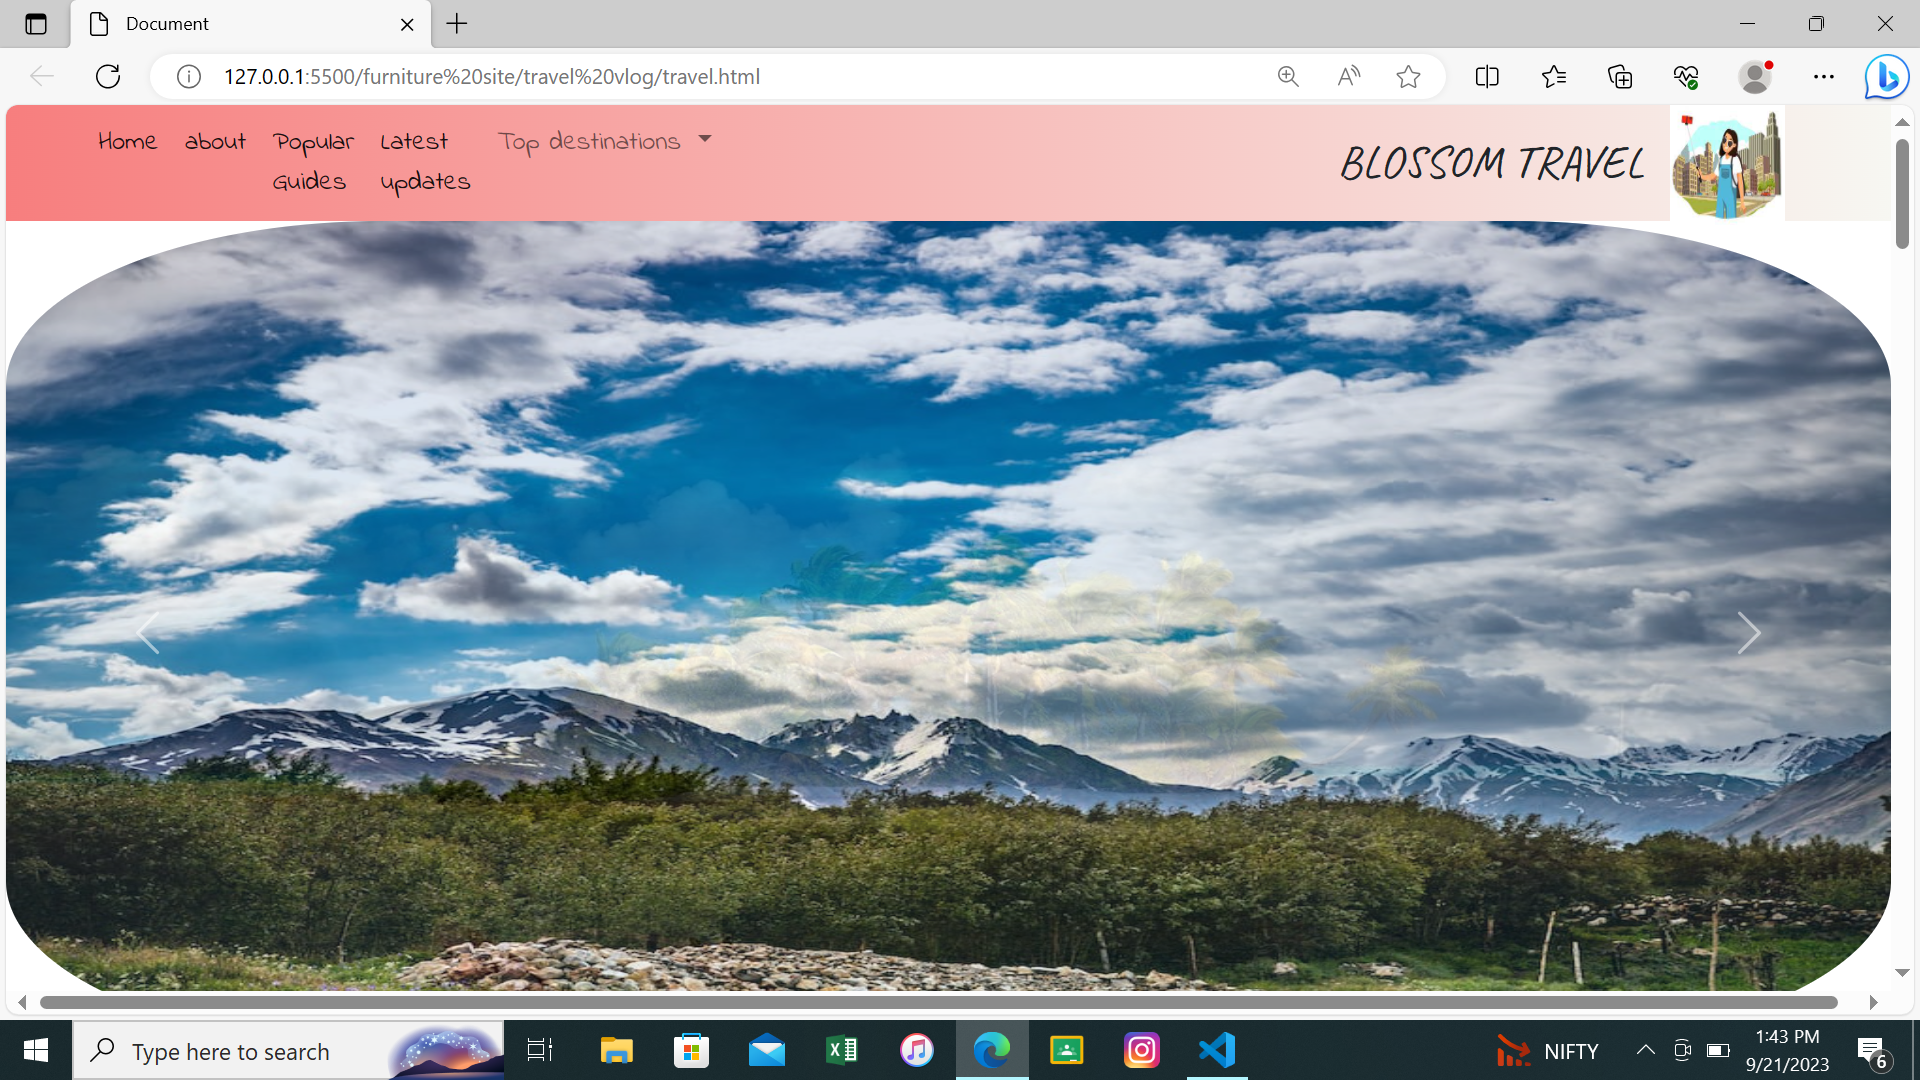 Document
127.0.0.1:5500/furniture%20site/travel%20vlog/travel.html
Home about Popular Guides Latest updates Top destinations
BLOSSOM TRAVEL
Type here to search
NIFTY
1:43 PM
9/21/2023
6